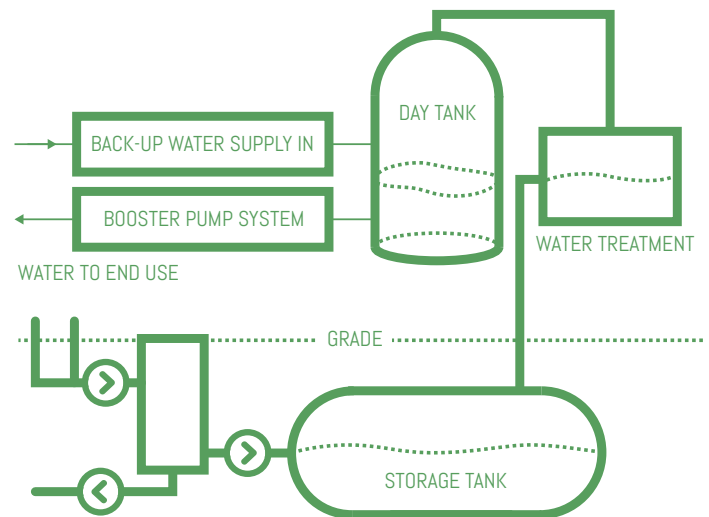 DAY TANK
BACK-UP WATER SUPPLY IN
BOOSTER PUMP SYSTEM
WATER TREATMENT
WATER TO END USE
GRADE
STORAGE TANK